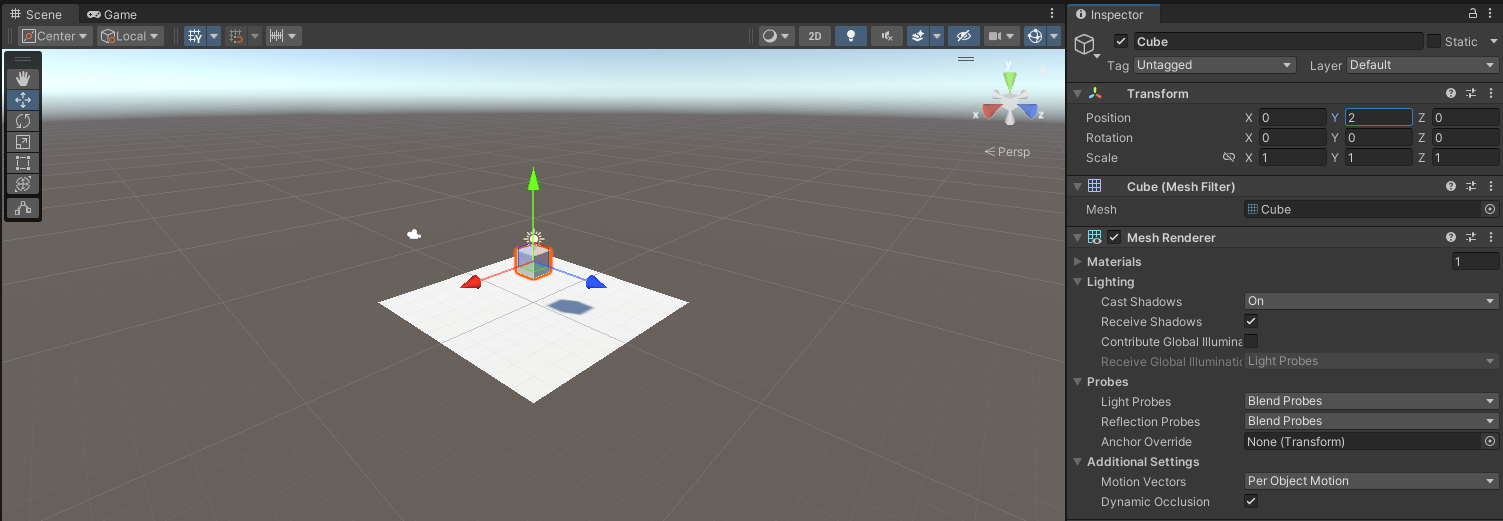 Scene Game
Center Local 2D
y
x z
Persp
Inspector
Cube Static
Tag Untagged Layer Default
Transform
Position X 0 Y 2 Z 0
Rotation X 0 Y 0 Z 0
Scale X 1 Y 1 Z 1
Cube (Mesh Filter)
Mesh Cube
Mesh Renderer
Materials 1
Lighting
Cast Shadows On
Receive Shadows
Contribute Global Illumina
Receive Global Illuminatic Light Probes
Probes
Light Probes Blend Probes
Reflection Probes Blend Probes
Anchor Override None (Transform)
Additional Settings
Motion Vectors Per Object Motion
Dynamic Occlusion